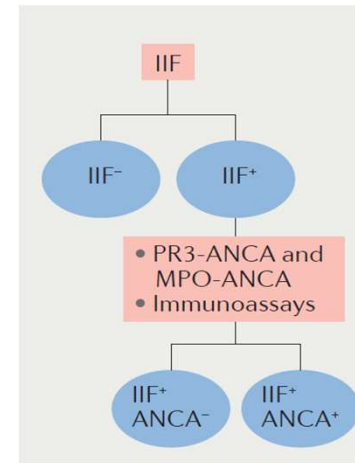 IIF
IIF⁻
IIF⁺
• PR3-ANCA and
MPO-ANCA
• Immunoassays
IIF⁺
ANCA⁻
IIF⁺
ANCA⁺